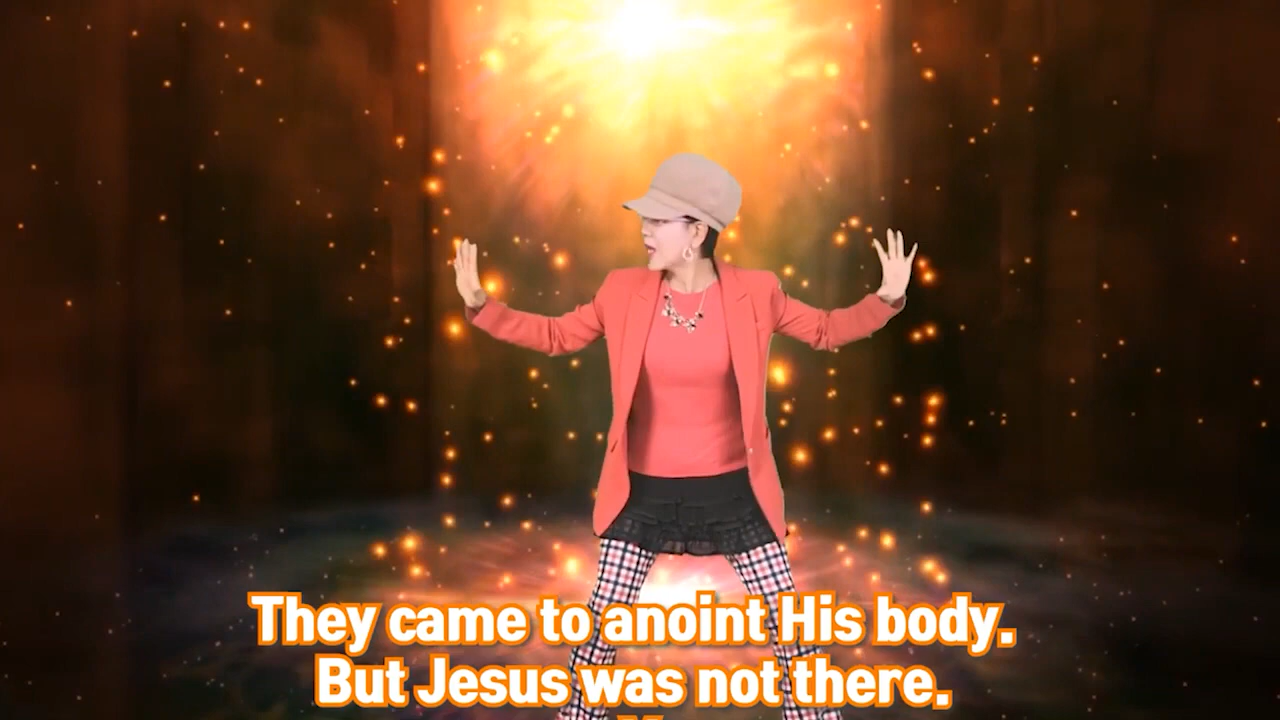 They came to anoint His body.
But Jesus was not there.